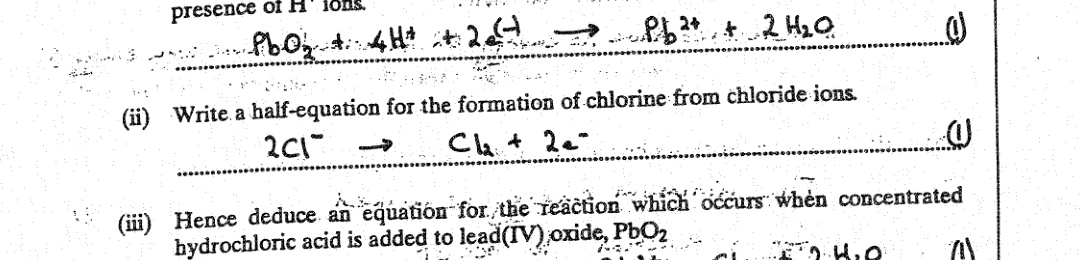 presence of H⁺ ions.
PbO₂ + 4H⁺ + 2e⁽⁻⁾ → Pb²⁺ + 2H₂O (1)
(ii) Write a half-equation for the formation of chlorine from chloride ions.
2Cl⁻ → Cl₂ + 2e⁻ (1)
(iii) Hence deduce an equation for the reaction which occurs when concentrated
hydrochloric acid is added to lead(IV) oxide, PbO₂
+ 2H₂O (1)